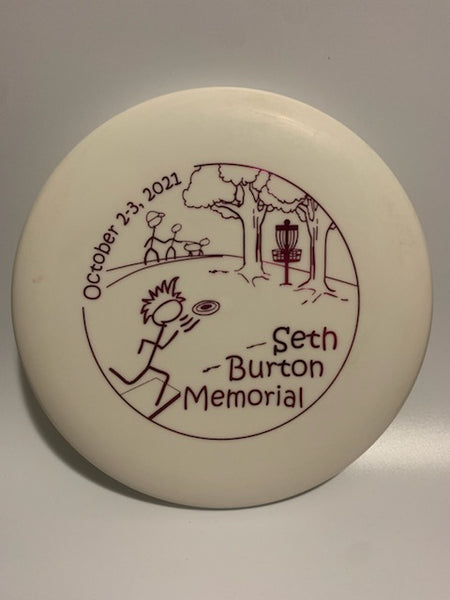 October 2-3, 2021
Seth
Burton
Memorial